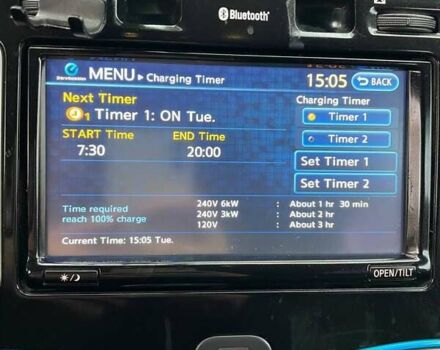 Bluetooth
MENU ▸ Charging Timer 15:05 BACK
Next Timer
1 Timer 1: ON Tue.
START Time END Time
7:30 20:00
Charging Timer
Timer 1
Timer 2
Set Timer 1
Set Timer 2
Time required
reach 100% charge
240V 6kW : About 1 hr 30 min
240V 3kW : About 2 hr
120V : About 3 hr
Current Time: 15:05 Tue.
OPEN/TILT